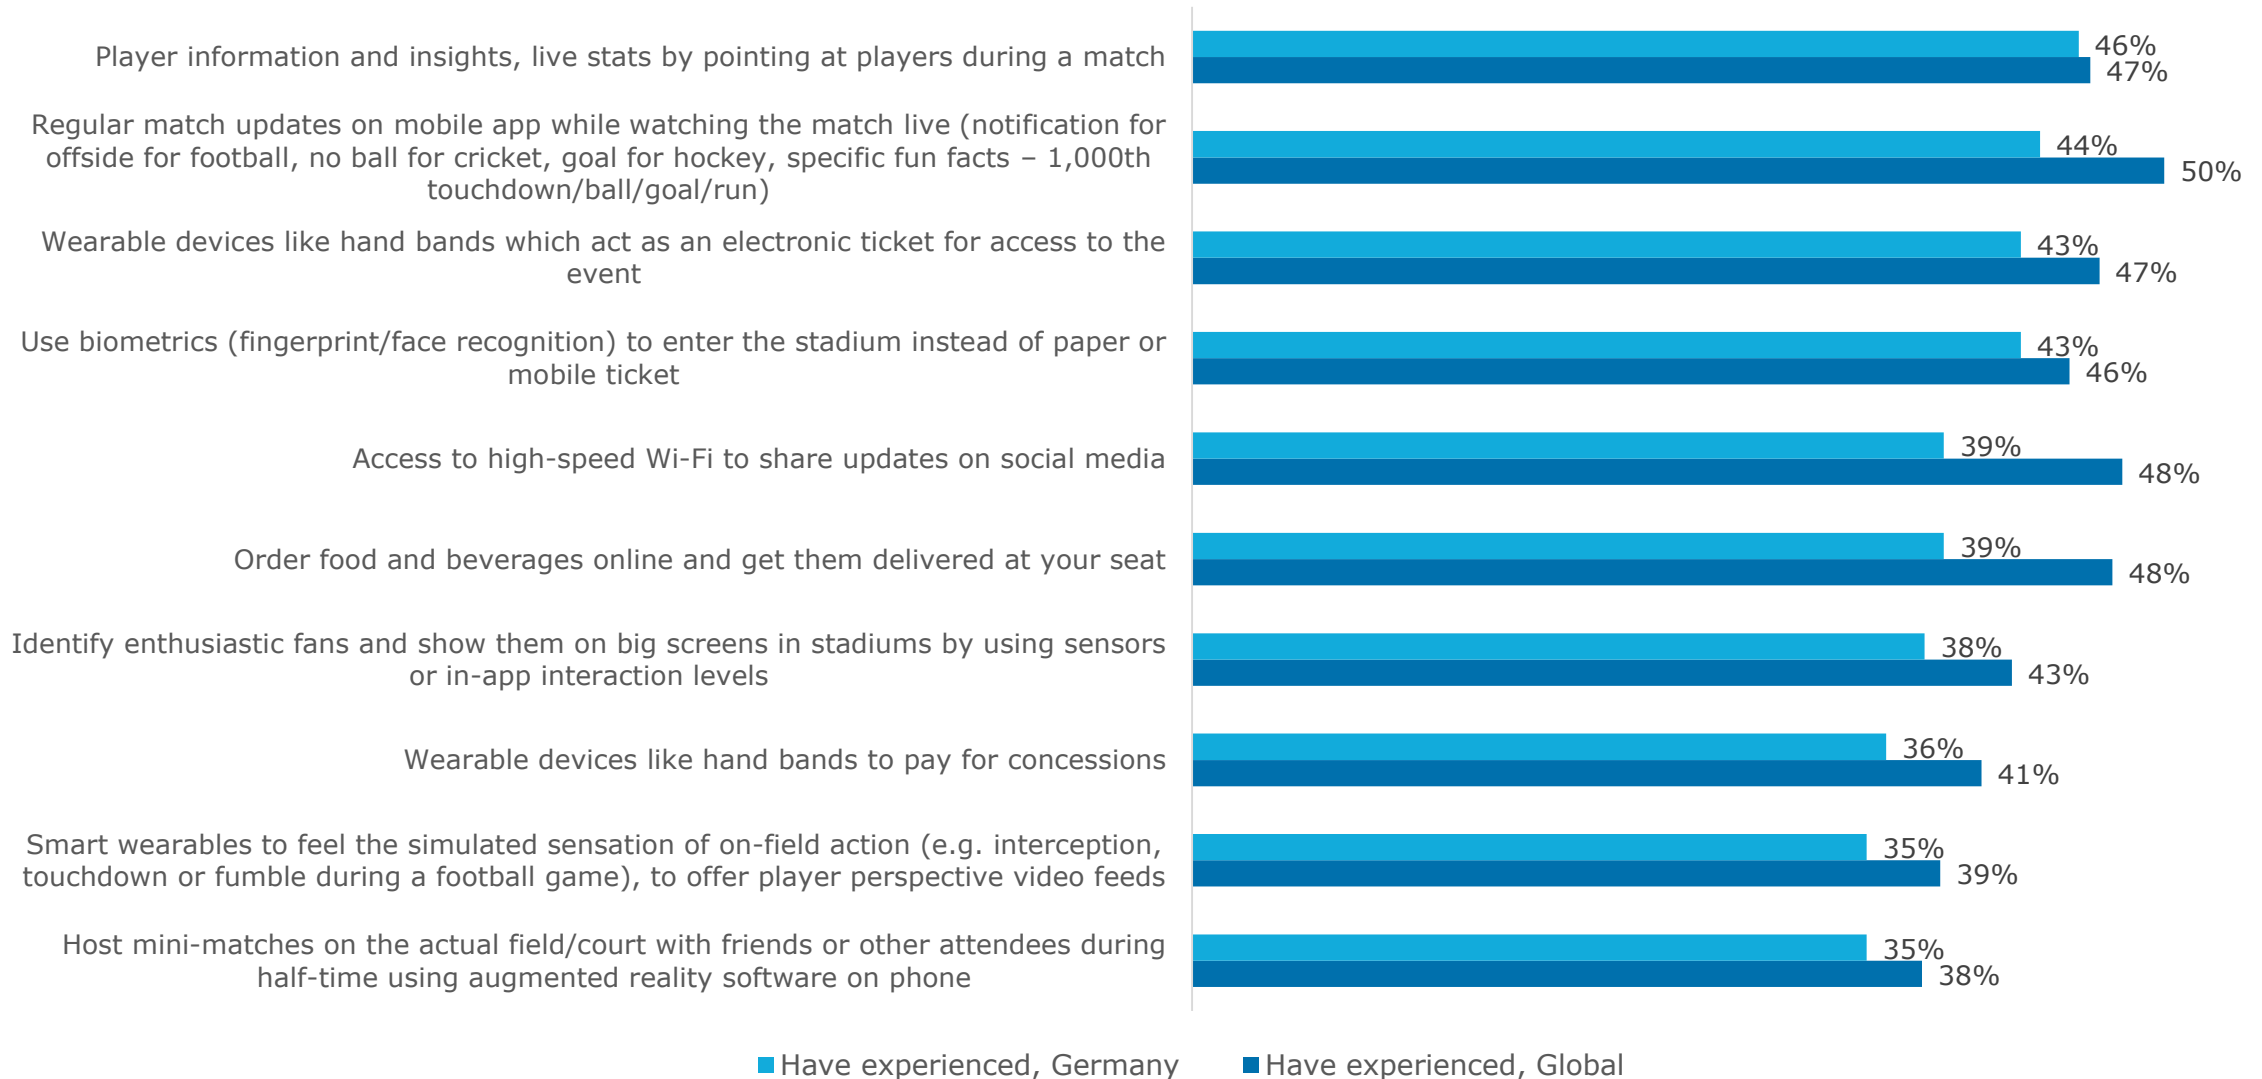 Player information and insights, live stats by pointing at players during a match
46%
47%
Regular match updates on mobile app while watching the match live (notification for
offside for football, no ball for cricket, goal for hockey, specific fun facts – 1,000th
touchdown/ball/goal/run)
44%
50%
Wearable devices like hand bands which act as an electronic ticket for access to the
event
43%
47%
Use biometrics (fingerprint/face recognition) to enter the stadium instead of paper or
mobile ticket
43%
46%
Access to high-speed Wi-Fi to share updates on social media
39%
48%
Order food and beverages online and get them delivered at your seat
39%
48%
Identify enthusiastic fans and show them on big screens in stadiums by using sensors
or in-app interaction levels
38%
43%
Wearable devices like hand bands to pay for concessions
36%
41%
Smart wearables to feel the simulated sensation of on-field action (e.g. interception,
touchdown or fumble during a football game), to offer player perspective video feeds
35%
39%
Host mini-matches on the actual field/court with friends or other attendees during
half-time using augmented reality software on phone
35%
38%
Have experienced, Germany
Have experienced, Global